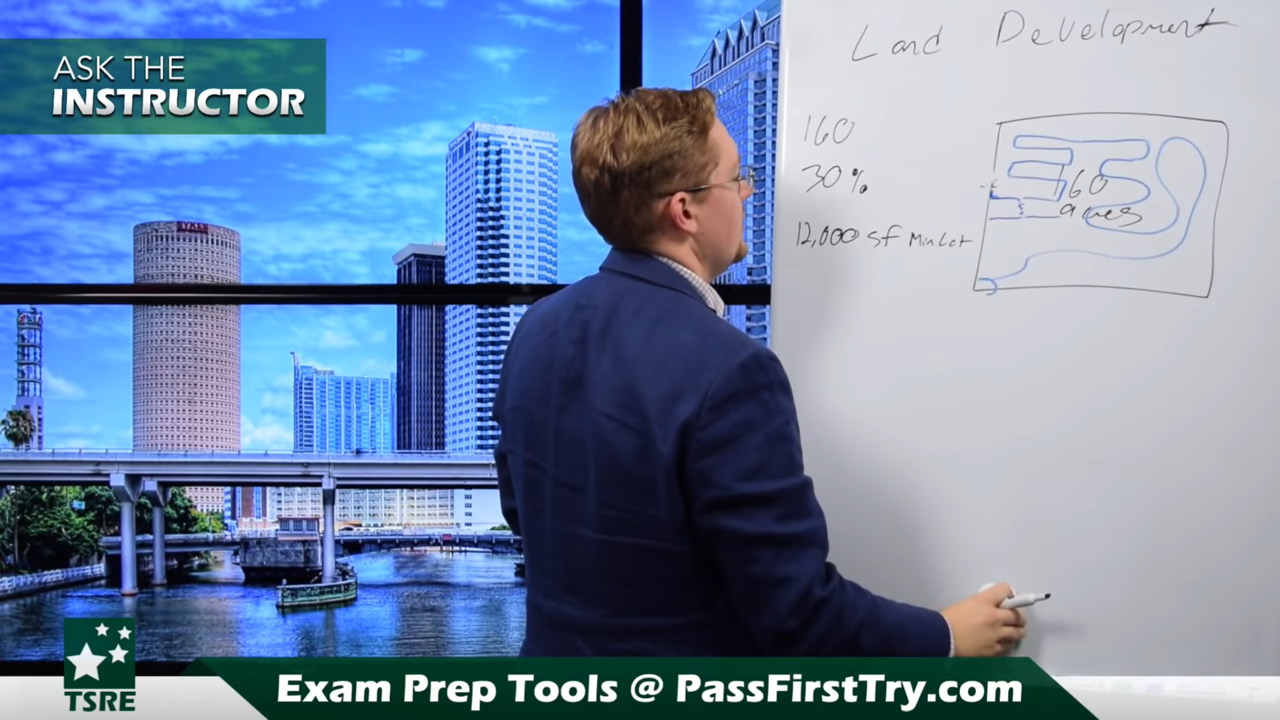 ASK THE
INSTRUCTOR
SYKES
Land Development
160
30%
12,000 SF Min Lot
160
acres
TSRE
Exam Prep Tools @ PassFirstTry.com